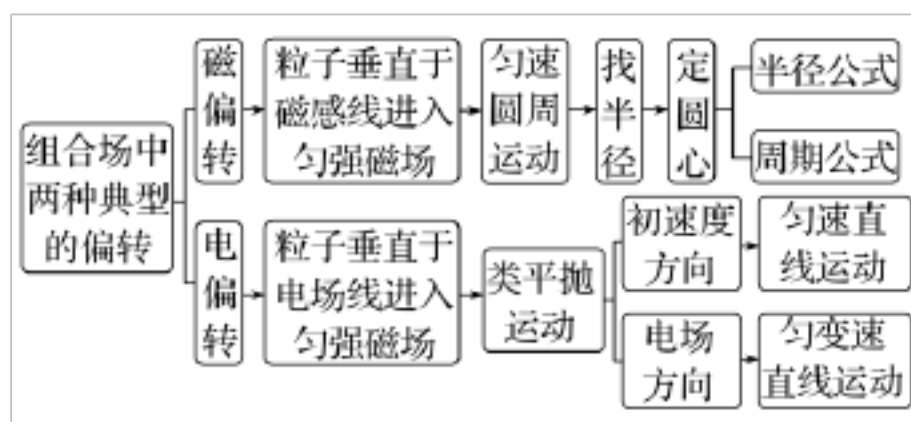 组合场中
两种典型
的偏转
磁
偏
转
粒子垂直于
磁感线进入
匀强磁场
匀速
圆周
运动
找
半
径
定
圆
心
半径公式
周期公式
电
偏
转
粒子垂直于
电场线进入
匀强磁场
类平抛
运动
初速度
方向
匀速直
线运动
电场
方向
匀变速
直线运动